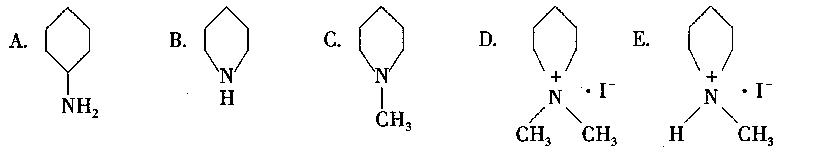 A. B. C. D. E.
N + +
NH₂ H N N · I⁻ N · I⁻
CH₃ CH₃ CH₃ H CH₃